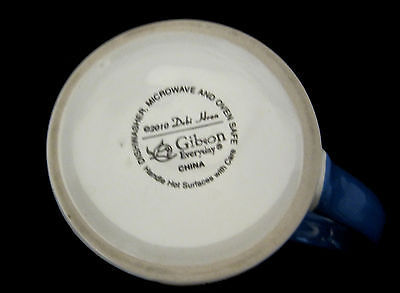 DISHWASHER, MICROWAVE AND OVEN SAFE
©2010 Debi Hron
Gibson
Everyday®
CHINA
Handle Hot Surfaces with Care